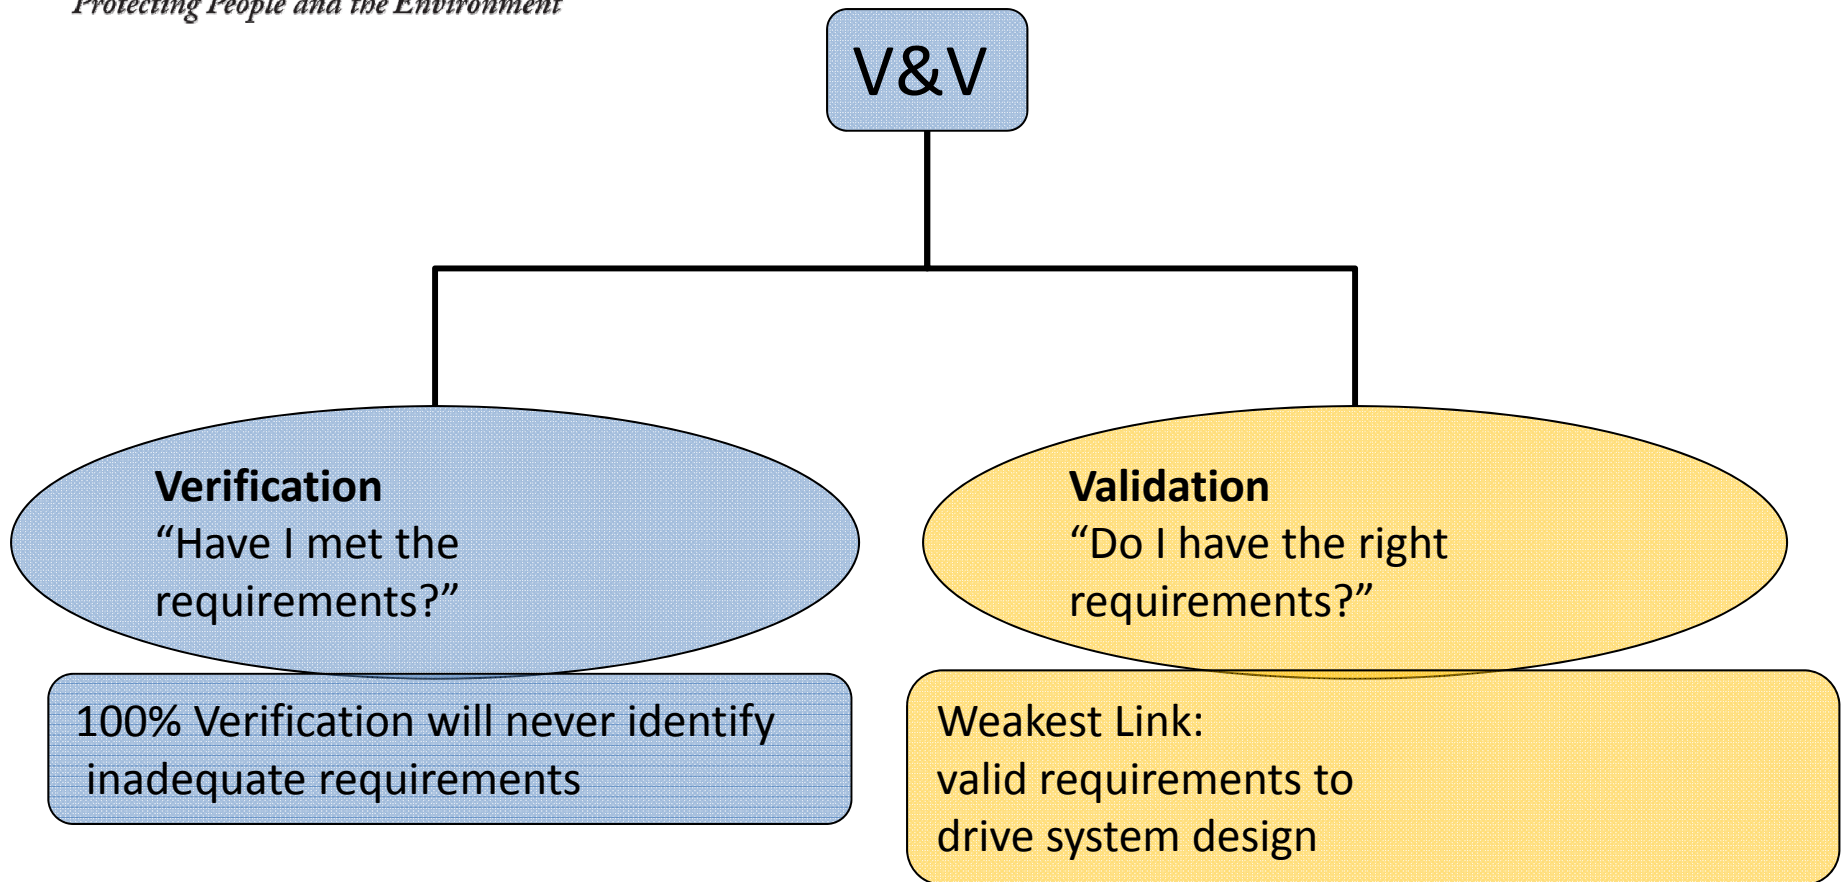 Protecting People and the Environment
V&V
Verification
“Have I met the
requirements?”
Validation
“Do I have the right
requirements?”
100% Verification will never identify
inadequate requirements
Weakest Link:
valid requirements to
drive system design